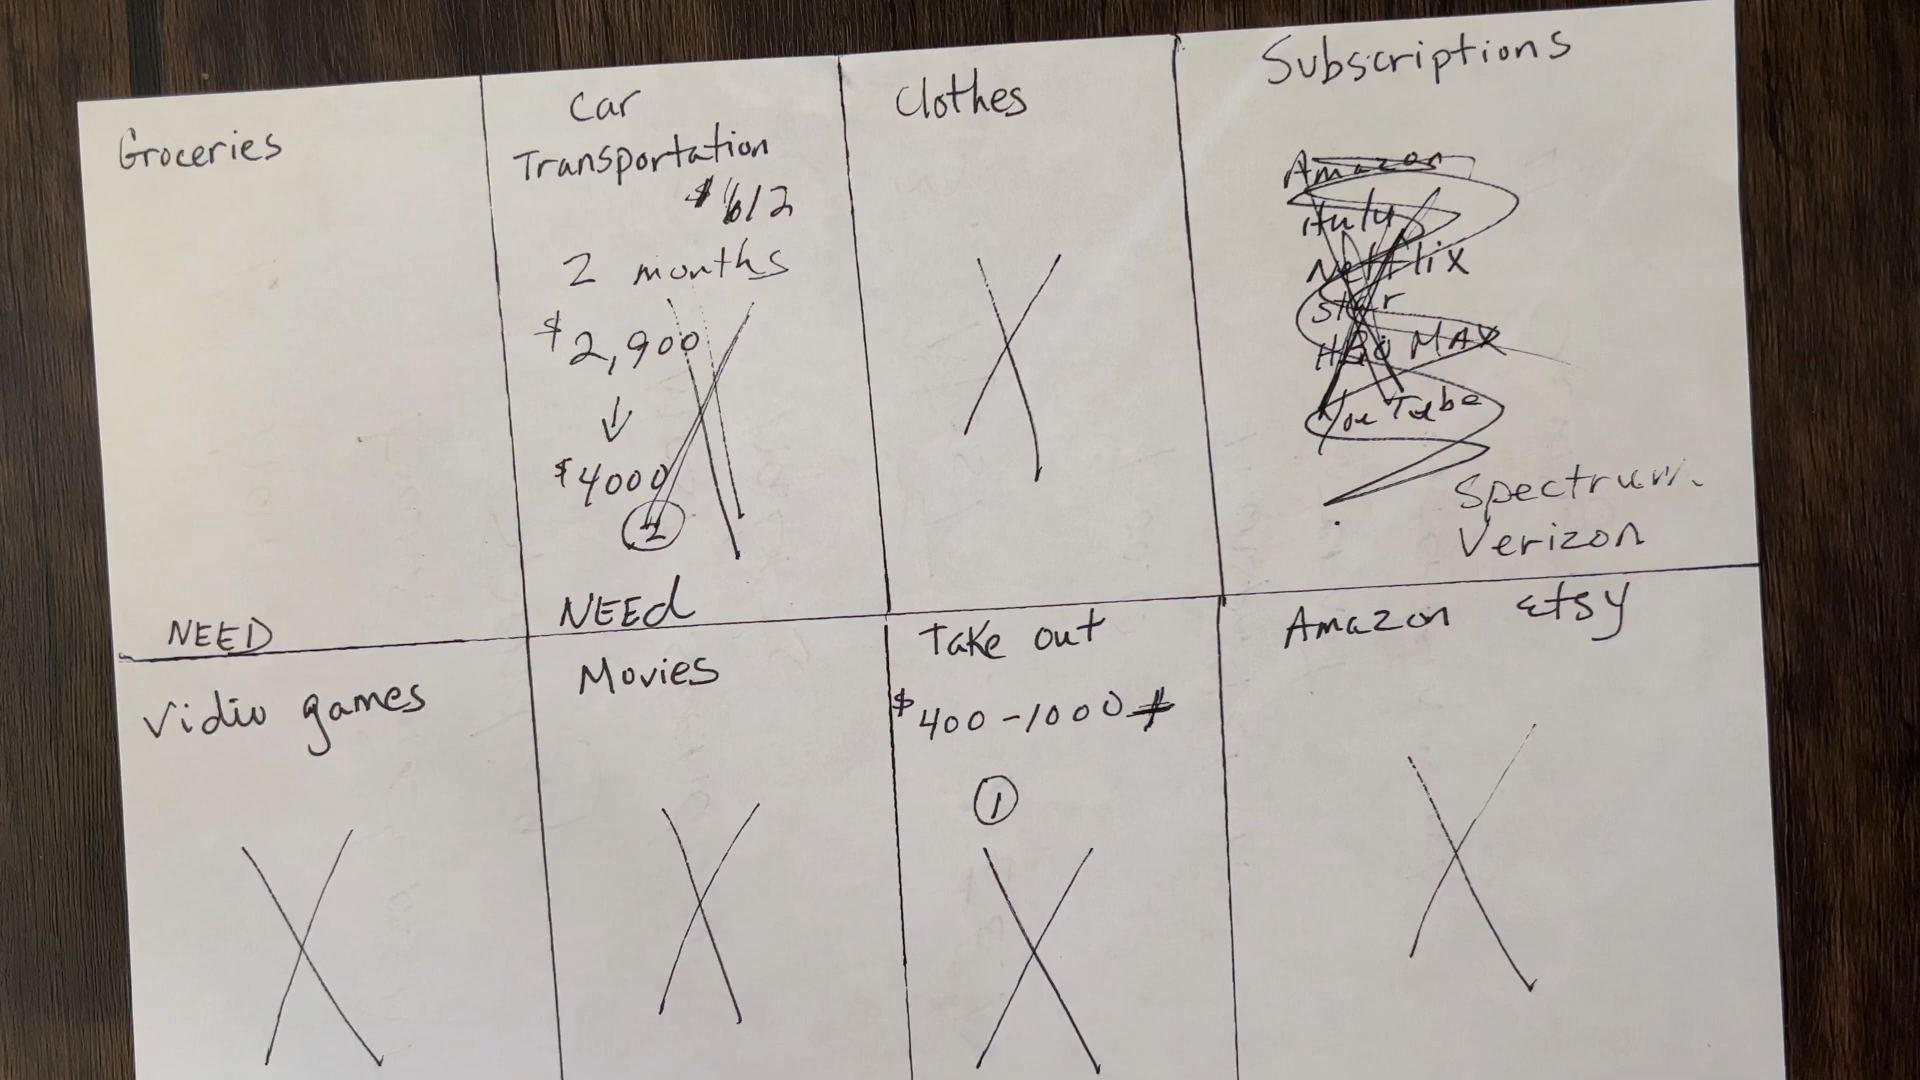 Groceries
NEED
Car
Transportation
$612
2 months
$2,900
↓
$4000
2
NEEd
Clothes
Subscriptions
Amazon
Hulu
Netflix
Star
HBO MAX
YouTube
Spectrum.
Verizon
Vidio games
Movies
Take out
$400-1000
1
Amazon etsy